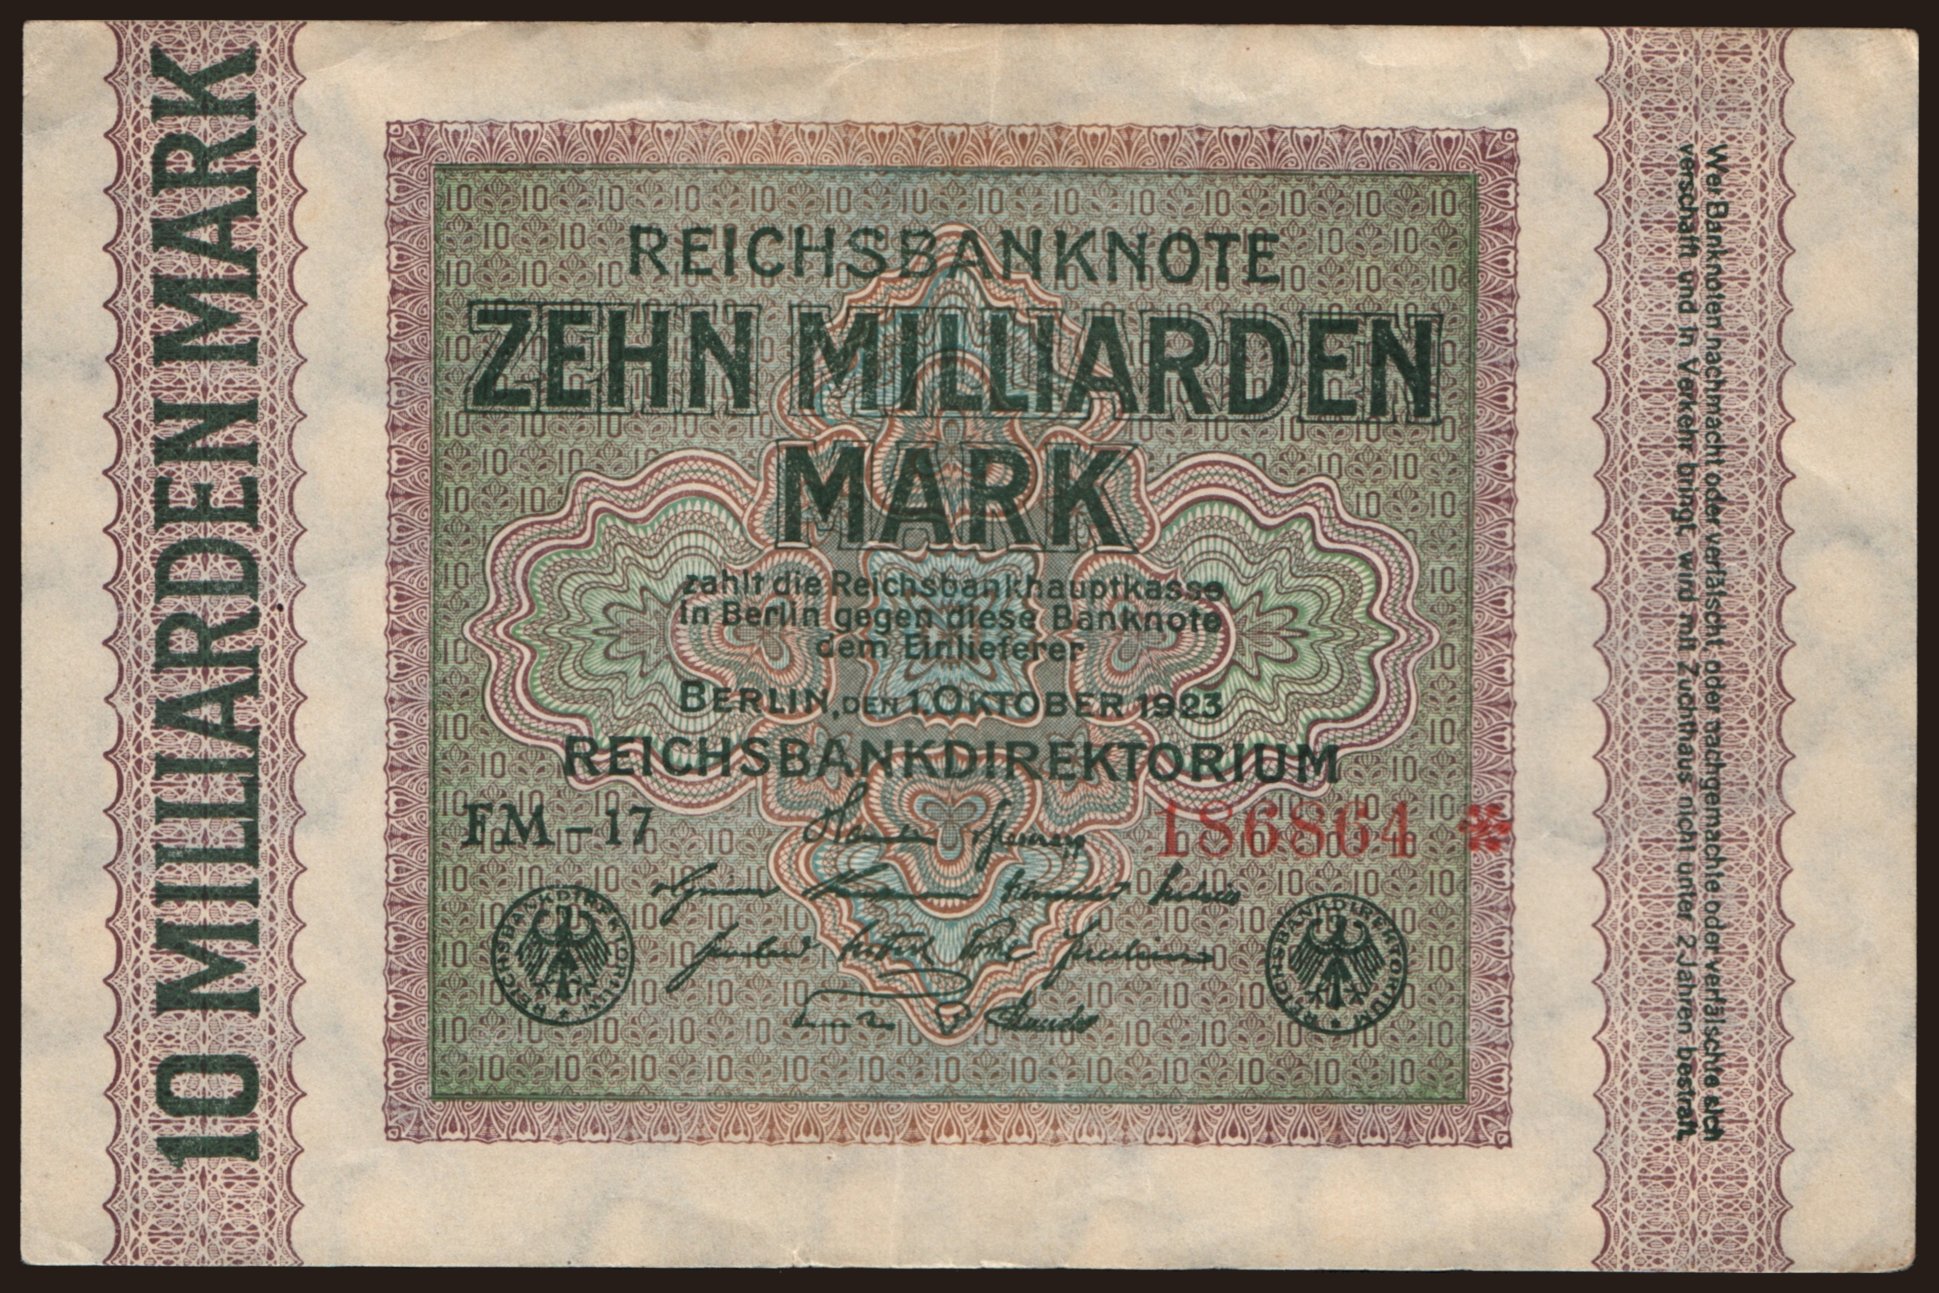 10 MILLIARDEN MARK
REICHSBANKNOTE
ZEHN MILLIARDEN
MARK
zahlt die Reichsbankhauptkasse
in Berlin gegen diese Banknote
dem Einlieferer
BERLIN, DEN 1. OKTOBER 1923
REICHSBANKDIREKTORIUM
FM – 17
186864 *
REICHSBANKDIREKTORIUM *
REICHSBANKDIREKTORIUM *
Wer Banknoten nachmacht oder verfälscht, oder nachgemachte oder verfälschte sich
verschafft und in Verkehr bringt, wird mit Zuchthaus nicht unter 2 Jahren bestraft.